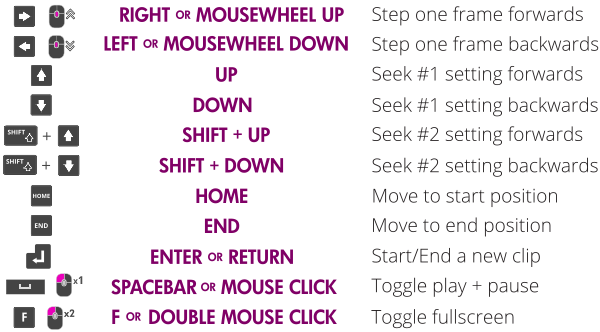 RIGHT OR MOUSEWHEEL UP Step one frame forwards
LEFT OR MOUSEWHEEL DOWN Step one frame backwards
UP Seek #1 setting forwards
DOWN Seek #1 setting backwards
SHIFT + SHIFT + UP Seek #2 setting forwards
SHIFT + SHIFT + DOWN Seek #2 setting backwards
HOME HOME Move to start position
END END Move to end position
ENTER OR RETURN Start/End a new clip
x1 SPACEBAR OR MOUSE CLICK Toggle play + pause
F x2 F OR DOUBLE MOUSE CLICK Toggle fullscreen